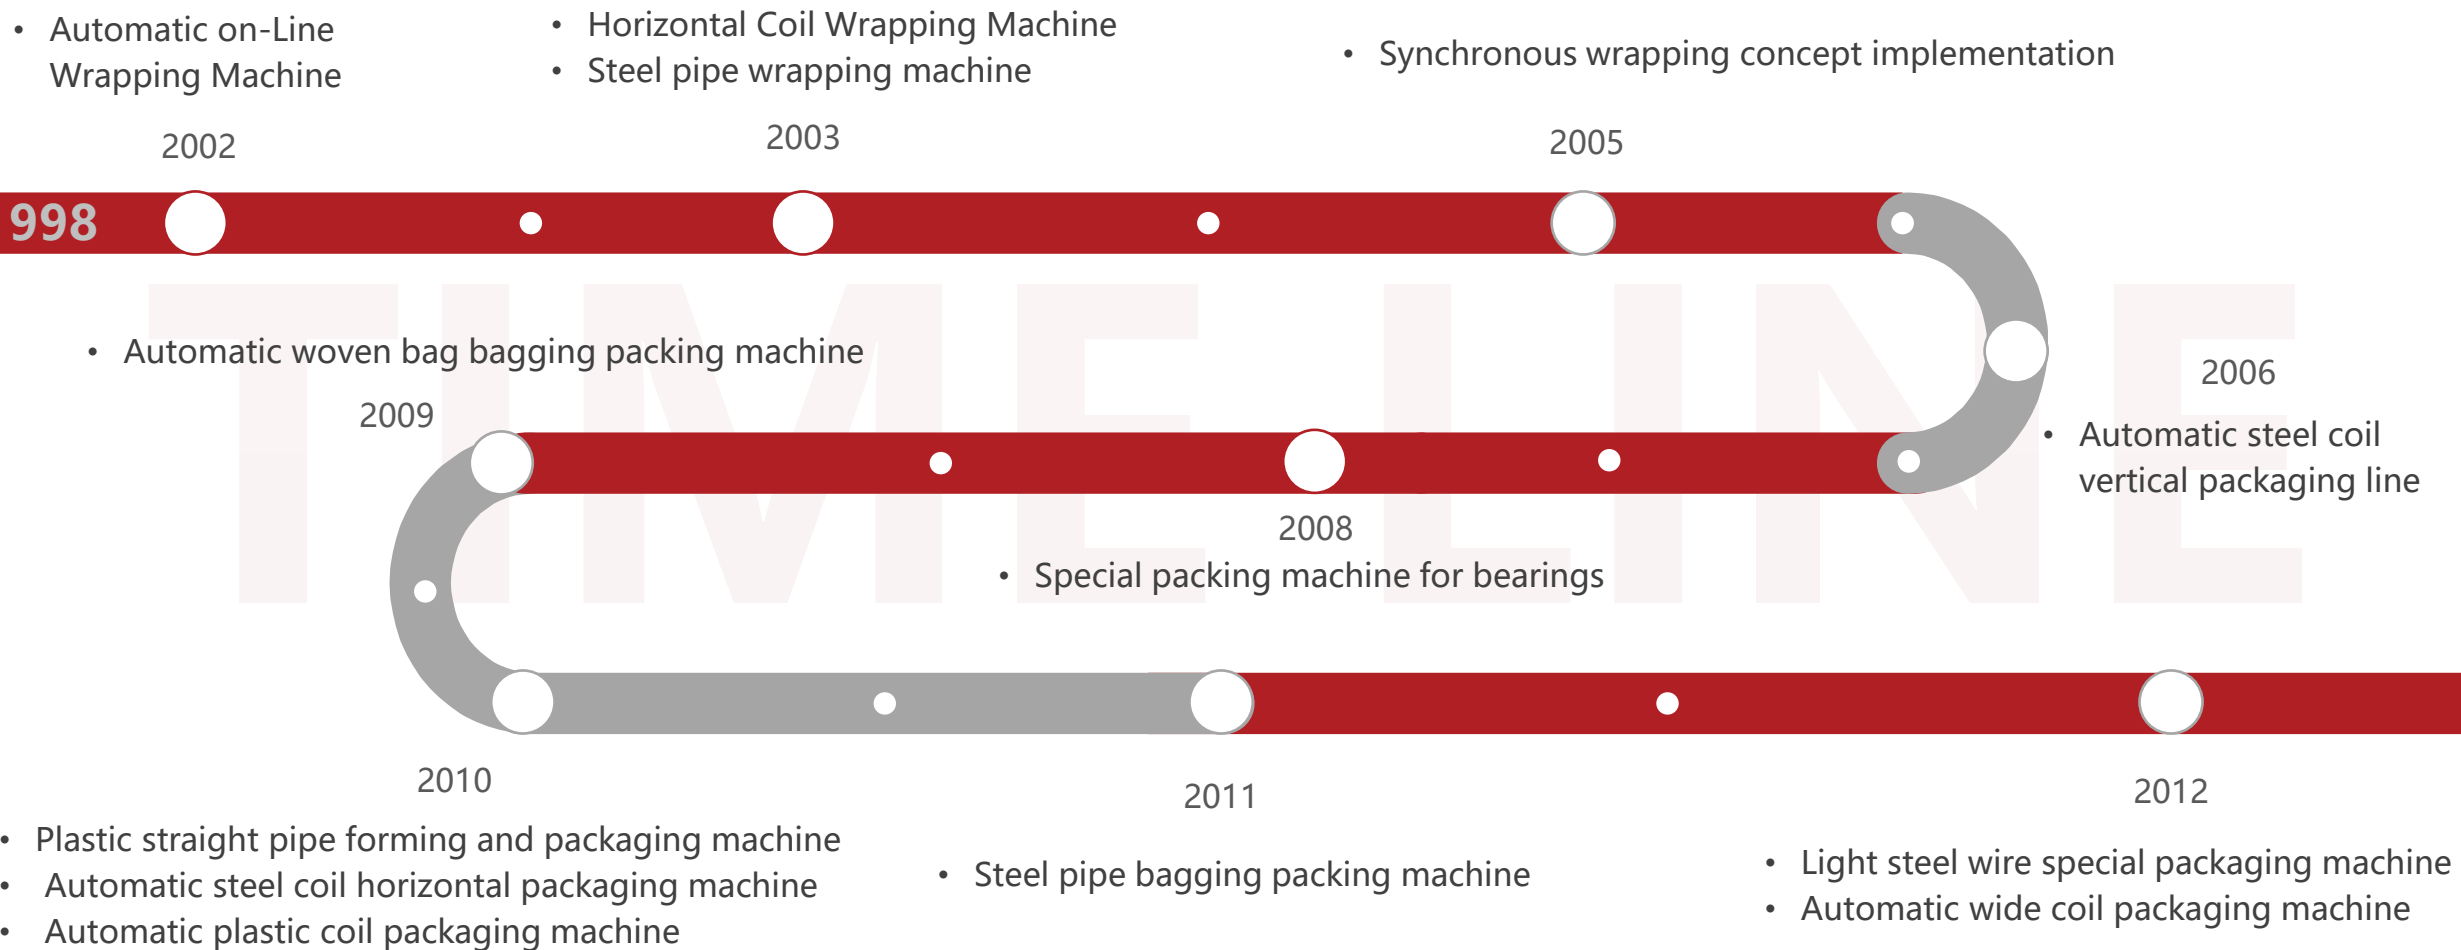 • Automatic on-Line
Wrapping Machine
2002
• Horizontal Coil Wrapping Machine
• Steel pipe wrapping machine
2003
• Synchronous wrapping concept implementation
2005
998
TIME LINE
• Automatic woven bag bagging packing machine
2009
2006
• Automatic steel coil
vertical packaging line
2008
• Special packing machine for bearings
2010
• Plastic straight pipe forming and packaging machine
• Automatic steel coil horizontal packaging machine
• Automatic plastic coil packaging machine
2011
• Steel pipe bagging packing machine
2012
• Light steel wire special packaging machine
• Automatic wide coil packaging machine